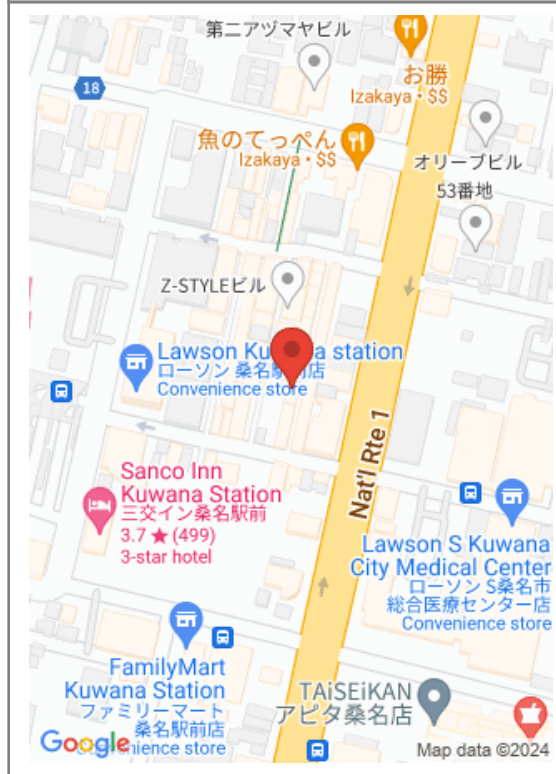 第二アヅマヤビル
お勝
Izakaya・$$
18
魚のてっぺん
Izakaya・$$
オリーブビル
53番地
Z-STYLEビル
Lawson Kuwana station
ローソン 桑名駅前店
Convenience store
Nat'l Rte 1
Sanco Inn
Kuwana Station
三交イン桑名駅前
3.7 ★ (499)
3-star hotel
Lawson S Kuwana
City Medical Center
ローソン S桑名市
総合医療センター店
Convenience store
FamilyMart
Kuwana Station
ファミリーマート
桑名駅前店
Convenience store
TAiSEiKAN
アピタ桑名店
Google
Map data ©2024